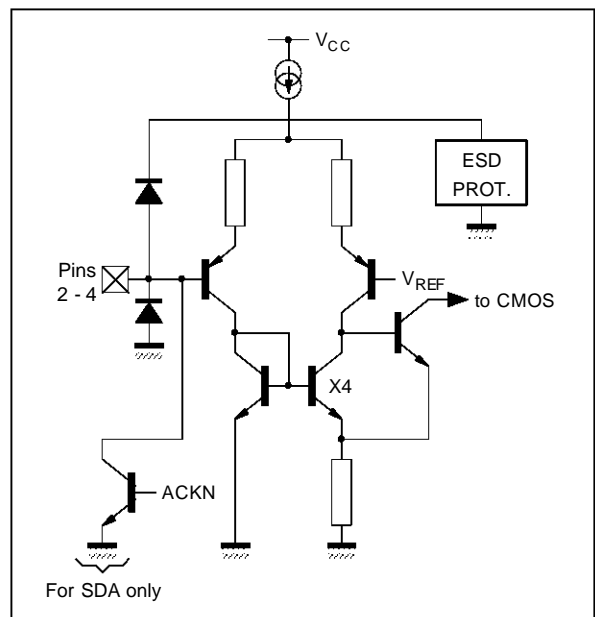 VCC
ESD
PROT.
Pins
2 - 4
VREF
to CMOS
X4
ACKN
For SDA only